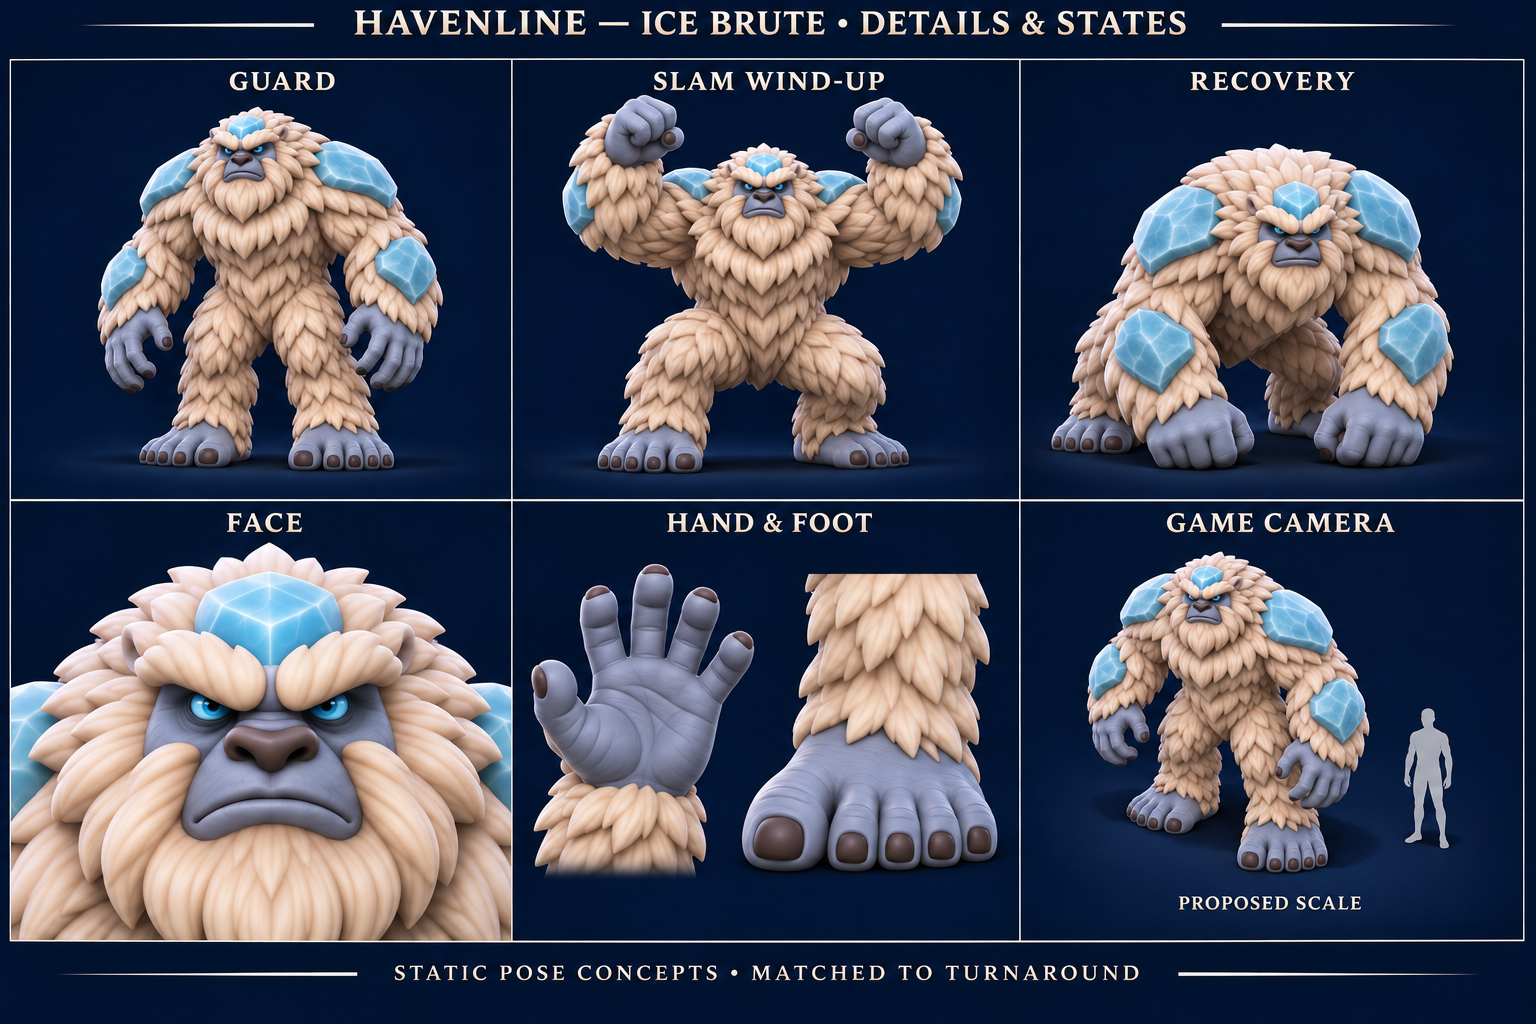 HAVENLINE — ICE BRUTE • DETAILS & STATES
GUARD
SLAM WIND-UP
RECOVERY
FACE
HAND & FOOT
GAME CAMERA
PROPOSED SCALE
STATIC POSE CONCEPTS • MATCHED TO TURNAROUND